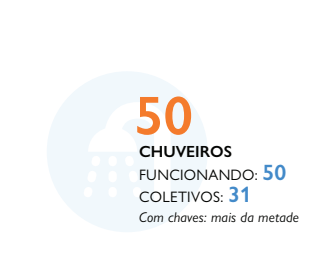 50
CHUVEIROS
FUNCIONANDO: 50
COLETIVOS: 31
Com chaves: mais da metade